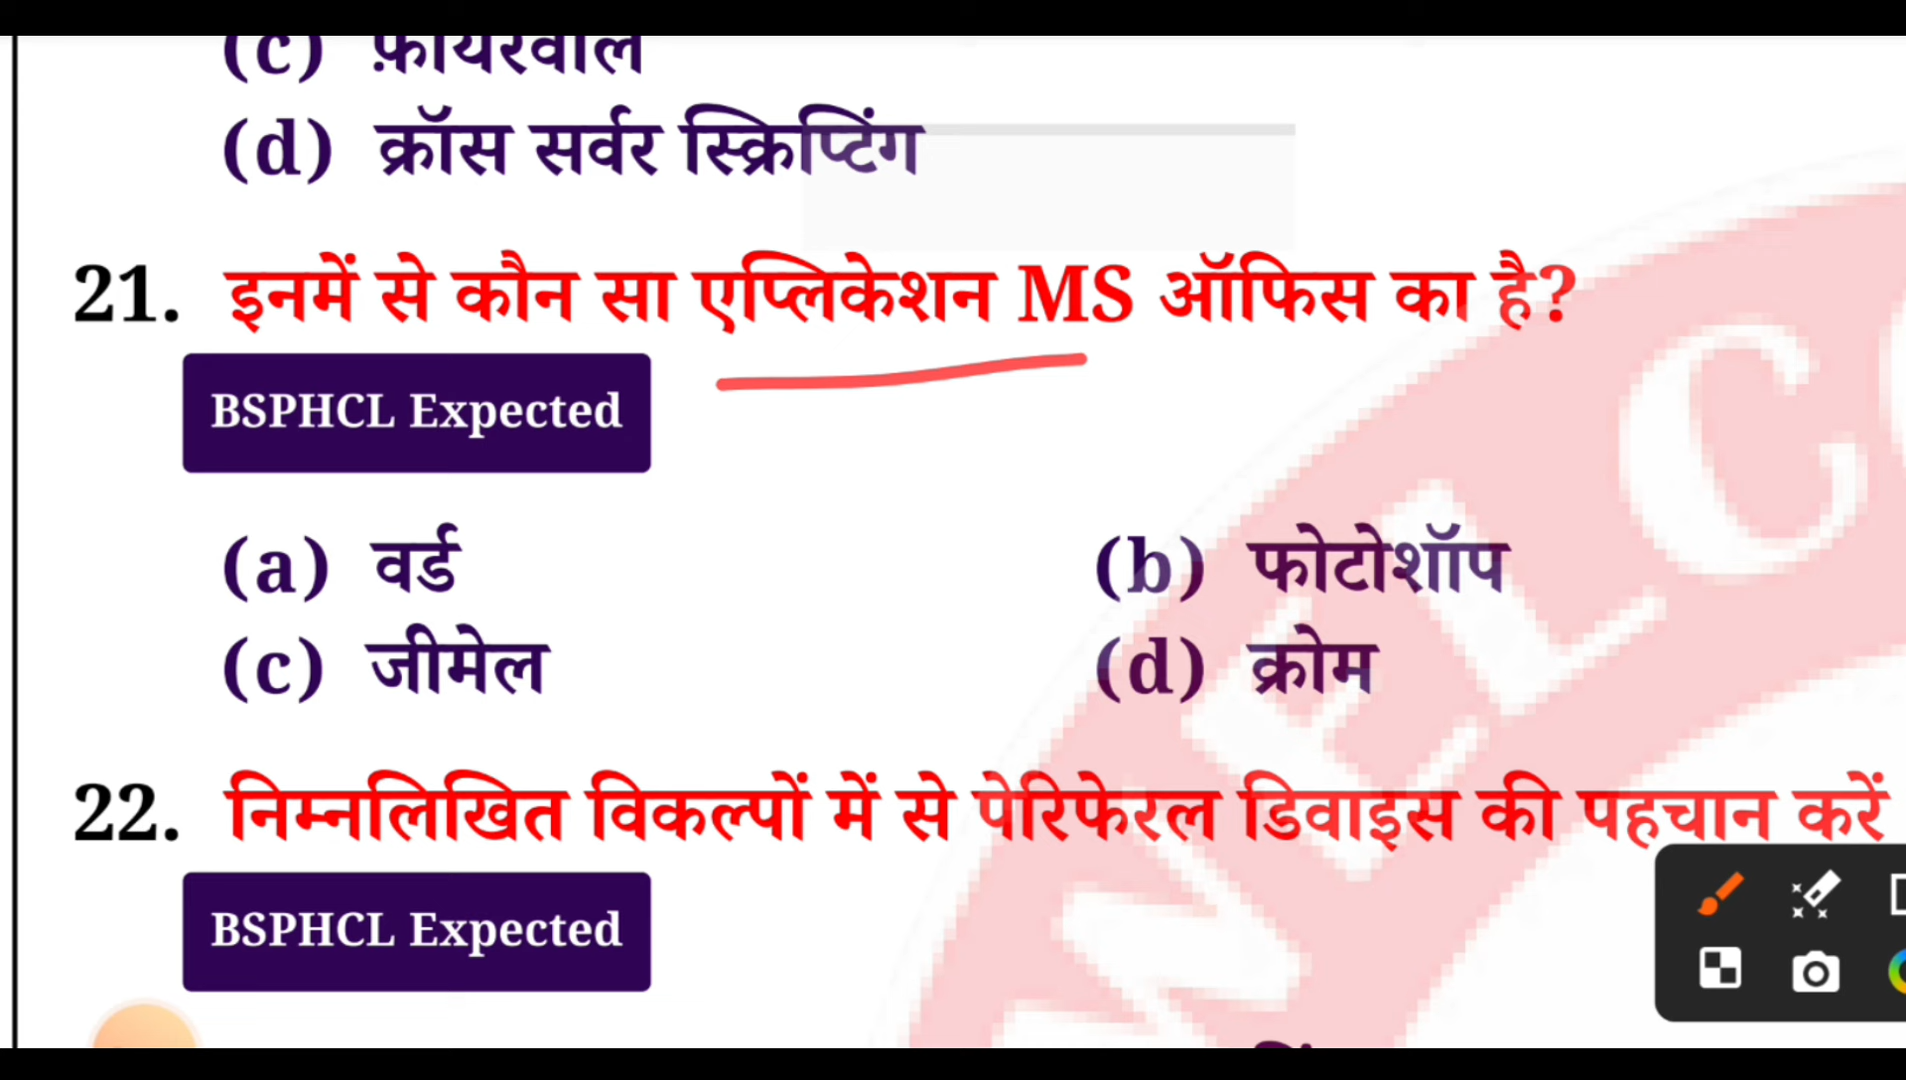 (c) फ़ायरवॉल
(d) क्रॉस सर्वर स्क्रिप्टिंग
21. इनमें से कौन सा एप्लिकेशन MS ऑफिस का है?
BSPHCL Expected
(a) वर्ड (b) फोटोशॉप
(c) जीमेल (d) क्रोम
22. निम्नलिखित विकल्पों में से पेरिफेरल डिवाइस की पहचान करें
BSPHCL Expected